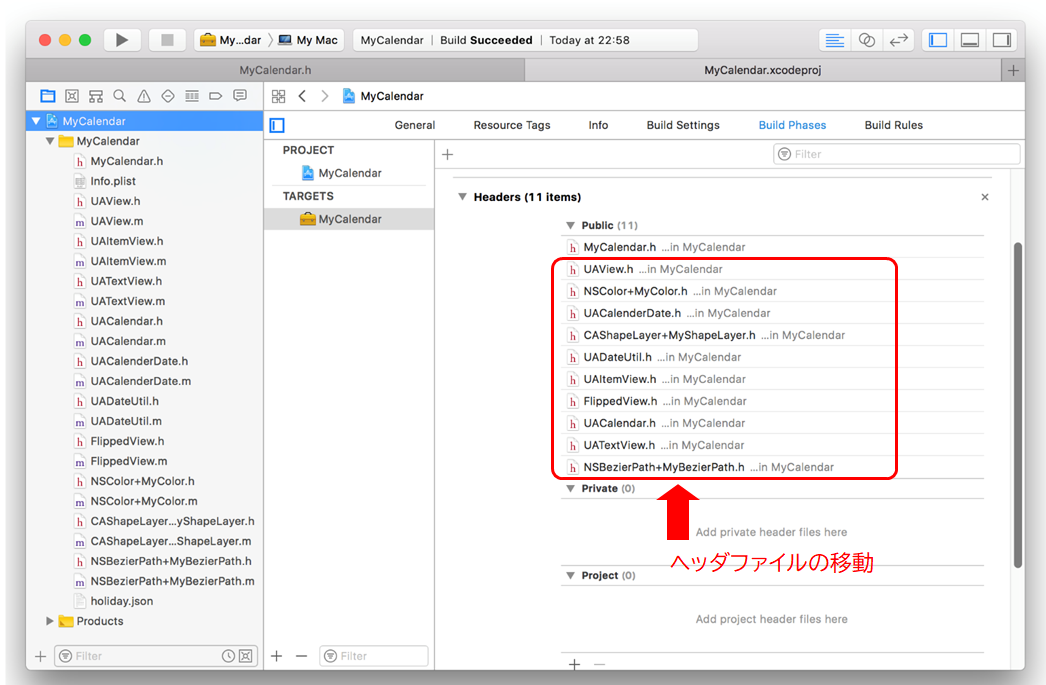 My...dar 〉 My Mac MyCalendar | Build Succeeded | Today at 22:58
MyCalendar.h MyCalendar.xcodeproj
MyCalendar
MyCalendar
MyCalendar
MyCalendar.h
Info.plist
UAView.h
UAView.m
UAItemView.h
UAItemView.m
UATextView.h
UATextView.m
UACalendar.h
UACalendar.m
UACalenderDate.h
UACalenderDate.m
UADateUtil.h
UADateUtil.m
FlippedView.h
FlippedView.m
NSColor+MyColor.h
NSColor+MyColor.m
CAShapeLayer...yShapeLayer.h
CAShapeLayer...ShapeLayer.m
NSBezierPath+MyBezierPath.h
NSBezierPath+MyBezierPath.m
holiday.json
Products
Filter
General Resource Tags Info Build Settings Build Phases Build Rules
PROJECT
MyCalendar
TARGETS
MyCalendar
Filter
Filter
Headers (11 items)
Public (11)
MyCalendar.h ...in MyCalendar
UAView.h ...in MyCalendar
NSColor+MyColor.h ...in MyCalendar
UACalenderDate.h ...in MyCalendar
CAShapeLayer+MyShapeLayer.h ...in MyCalendar
UADateUtil.h ...in MyCalendar
UAItemView.h ...in MyCalendar
FlippedView.h ...in MyCalendar
UACalendar.h ...in MyCalendar
UATextView.h ...in MyCalendar
NSBezierPath+MyBezierPath.h ...in MyCalendar
Private (0)
Add private header files here
ヘッダファイルの移動
Project (0)
Add project header files here